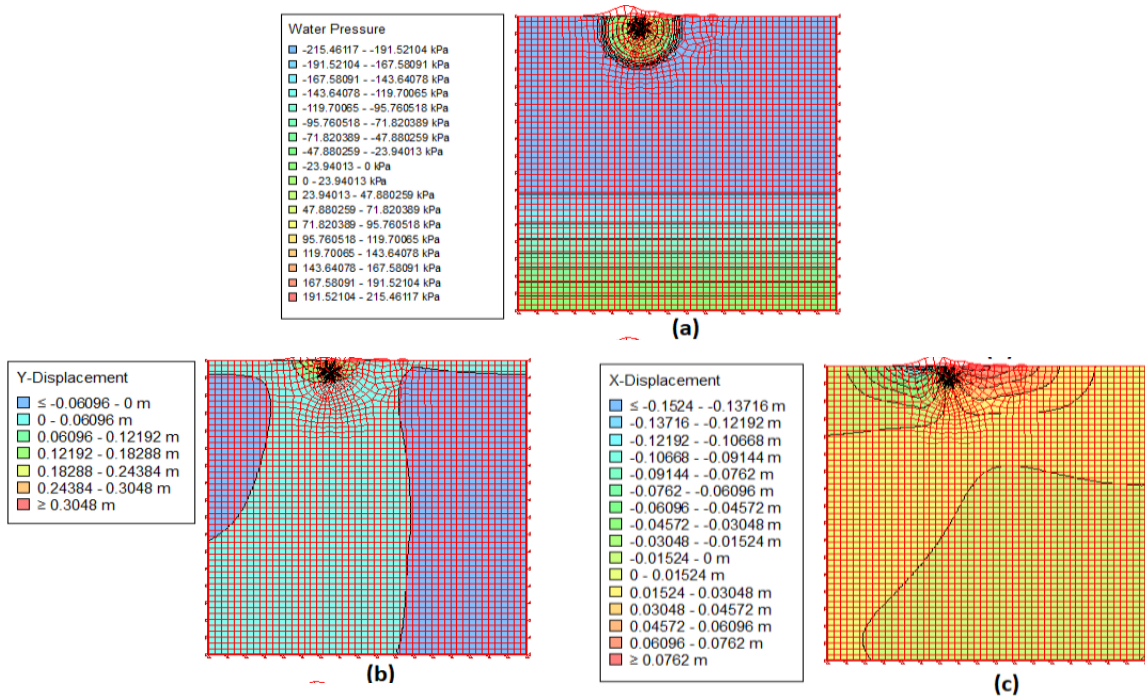 Water Pressure
-215.46117 - -191.52104 kPa
-191.52104 - -167.58091 kPa
-167.58091 - -143.64078 kPa
-143.64078 - -119.70065 kPa
-119.70065 - -95.760518 kPa
-95.760518 - -71.820389 kPa
-71.820389 - -47.880259 kPa
-47.880259 - -23.94013 kPa
-23.94013 - 0 kPa
0 - 23.94013 kPa
23.94013 - 47.880259 kPa
47.880259 - 71.820389 kPa
71.820389 - 95.760518 kPa
95.760518 - 119.70065 kPa
119.70065 - 143.64078 kPa
143.64078 - 167.58091 kPa
167.58091 - 191.52104 kPa
191.52104 - 215.46117 kPa
(a)
Y-Displacement
≤ -0.06096 - 0 m
0 - 0.06096 m
0.06096 - 0.12192 m
0.12192 - 0.18288 m
0.18288 - 0.24384 m
0.24384 - 0.3048 m
≥ 0.3048 m
(b)
X-Displacement
≤ -0.1524 - -0.13716 m
-0.13716 - -0.12192 m
-0.12192 - -0.10668 m
-0.10668 - -0.09144 m
-0.09144 - -0.0762 m
-0.0762 - -0.06096 m
-0.06096 - -0.04572 m
-0.04572 - -0.03048 m
-0.03048 - -0.01524 m
-0.01524 - 0 m
0 - 0.01524 m
0.01524 - 0.03048 m
0.03048 - 0.04572 m
0.04572 - 0.06096 m
0.06096 - 0.0762 m
≥ 0.0762 m
(c)